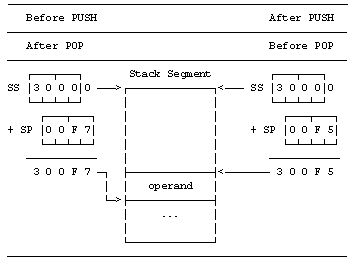 Before PUSH After PUSH
After POP Before POP
Stack Segment
SS 3 0 0 0 0 SS 3 0 0 0 0
+ SP 0 0 F 7 + SP 0 0 F 5
3 0 0 F 7 3 0 0 F 5
operand
...